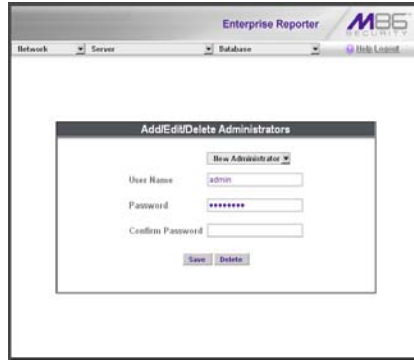 Enterprise Reporter
M86 SECURITY
Network Server Database Help Logout
Add/Edit/Delete Administrators
New Administrator
User Name admin
Password ••••••••
Confirm Password
Save Delete